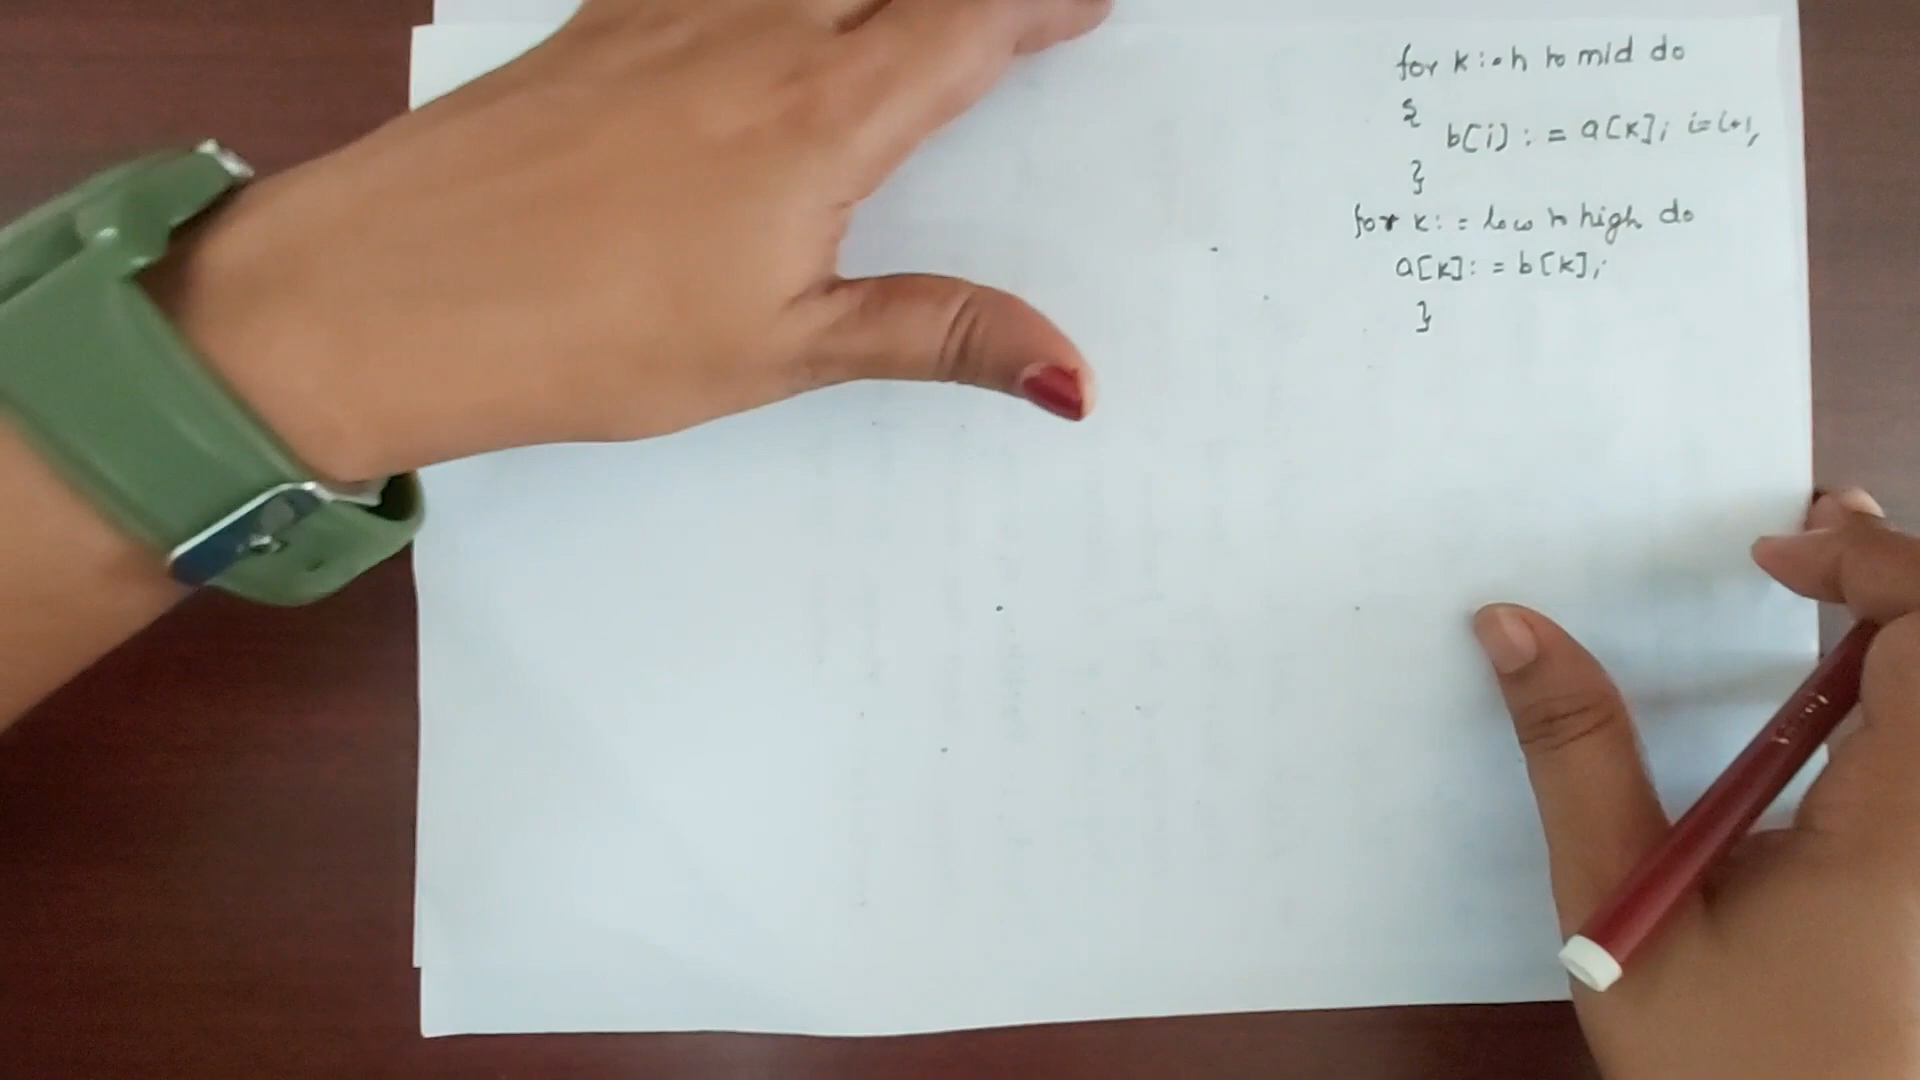 for k:= h to mid do
{
b[i] := a[k]; i=i+1,
}
for k: = low to high do
a[k]: = b[k];
}